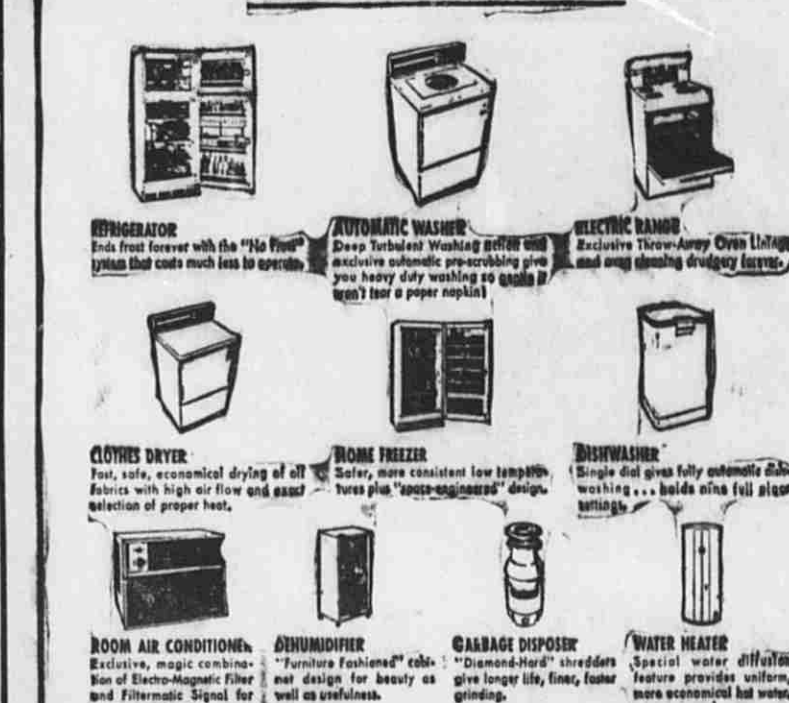 REFRIGERATOR
Ends frost forever with the "No Frost"
system that costs much less to operate.
AUTOMATIC WASHER
Deep Turbulent Washing action and
exclusive automatic pre-scrubbing give
you heavy duty washing so gentle it
won't tear a paper napkin!
ELECTRIC RANGE
Exclusive Throw-Away Oven Linings
end oven cleaning drudgery forever.
CLOTHES DRYER
Fast, safe, economical drying of all
fabrics with high air flow and exact
selection of proper heat.
HOME FREEZER
Safer, more consistent low tempera-
tures plus "space-engineered" design.
DISHWASHER
Single dial gives fully automatic dish-
washing... holds nine full place
settings.
ROOM AIR CONDITIONER
Exclusive, magic combina-
tion of Electro-Magnetic Filter
and Filtermatic Signal for
DEHUMIDIFIER
"Furniture Fashioned" cabi-
net design for beauty as
well as usefulness.
GARBAGE DISPOSER
"Diamond-Hard" shredders
give longer life, finer, faster
grinding.
WATER HEATER
Special water diffusion
feature provides uniform,
more economical hot water.